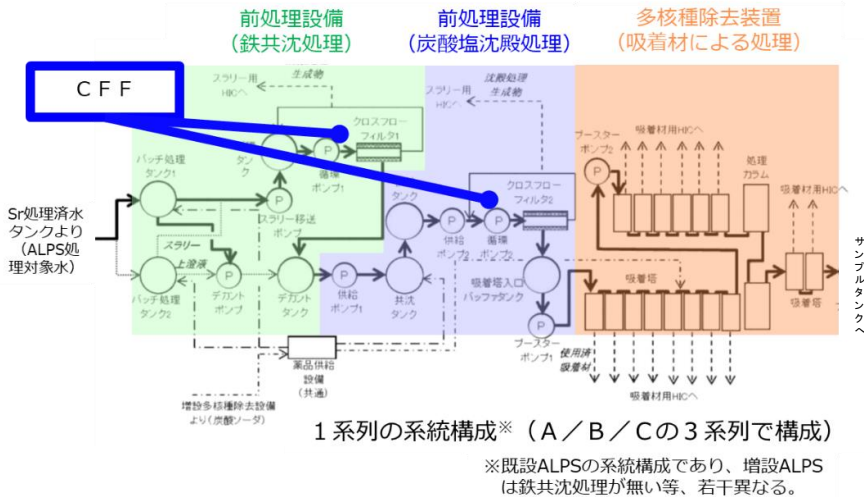 前処理設備
（鉄共沈処理）
前処理設備
（炭酸塩沈殿処理）
多核種除去装置
（吸着材による処理）
ＣＦＦ
スラリー用
HICへ
生成物
クロスフロー
フィルタ1
タンク
P
循環
ポンプ1
バッチ処理
タンク1
P
スラリー移送
ポンプ
Sr処理済水
タンクより
（ALPS処
理対象水）
スラリー
上澄液
バッチ処理
タンク2
P
デカント
ポンプ
デカント
タンク
P
供給
ポンプ1
共沈
タンク
スラリー用
HICへ
沈殿処理
生成物
クロスフロー
フィルタ2
タンク
P
供給
ポンプ2
P
循環
ポンプ2
吸着塔入口
バッファタンク
P
ブースター
ポンプ1
ブースター
ポンプ2
P
吸着材用HICへ
処理
カラム
吸着材用HICへ
吸着塔
吸着塔
サンプルタンクへ
使用済
吸着材
吸着材用HICへ
薬品供給
設備
（共通）
増設多核種除去設備
より（炭酸ソーダ）
１系列の系統構成※（Ａ／Ｂ／Ｃの３系列で構成）
※既設ALPSの系統構成であり、増設ALPS
は鉄共沈処理が無い等、若干異なる。